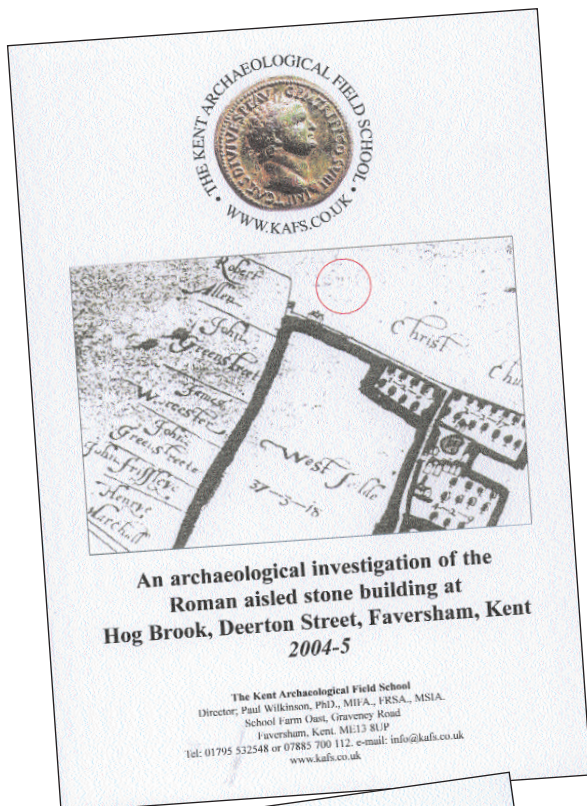 • THE KENT ARCHAEOLOGICAL FIELD SCHOOL •
WWW.KAFS.CO.UK
Robert
Allen
John
Greenstree
James
Worcester
John
Greenstreete
John
Henrye
Marchall
Christ
West
37-3-18
An archaeological investigation of the
Roman aisled stone building at
Hog Brook, Deerton Street, Faversham, Kent
2004-5
The Kent Archaeological Field School
Director; Paul Wilkinson, PhD., MIFA., FRSA., MSIA.
School Farm Oast, Graveney Road
Faversham, Kent. ME13 8UP
Tel: 01795 532548 or 07885 700 112. e-mail: info@kafs.co.uk
www.kafs.co.uk